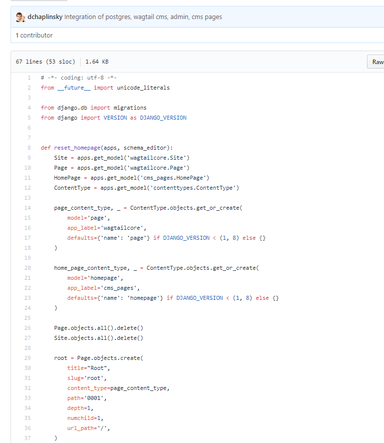 dchaplinsky Integration of postgres, wagtail cms, admin, cms pages
1 contributor
67 lines (53 sloc) 1.64 KB
Raw
1 # -*- coding: utf-8 -*-
2 from __future__ import unicode_literals
3
4 from django.db import migrations
5 from django import VERSION as DJANGO_VERSION
6
7
8 def reset_homepage(apps, schema_editor):
9 Site = apps.get_model('wagtailcore.Site')
10 Page = apps.get_model('wagtailcore.Page')
11 HomePage = apps.get_model('cms_pages.HomePage')
12 ContentType = apps.get_model('contenttypes.ContentType')
13
14 page_content_type, _ = ContentType.objects.get_or_create(
15 model='page',
16 app_label='wagtailcore',
17 defaults={'name': 'page'} if DJANGO_VERSION < (1, 8) else {}
18 )
19
20 home_page_content_type, _ = ContentType.objects.get_or_create(
21 model='homepage',
22 app_label='cms_pages',
23 defaults={'name': 'homepage'} if DJANGO_VERSION < (1, 8) else {}
24 )
25
26 Page.objects.all().delete()
27 Site.objects.all().delete()
28
29 root = Page.objects.create(
30 title="Root",
31 slug='root',
32 content_type=page_content_type,
33 path='0001',
34 depth=1,
35 numchild=1,
36 url_path='/',
37 )